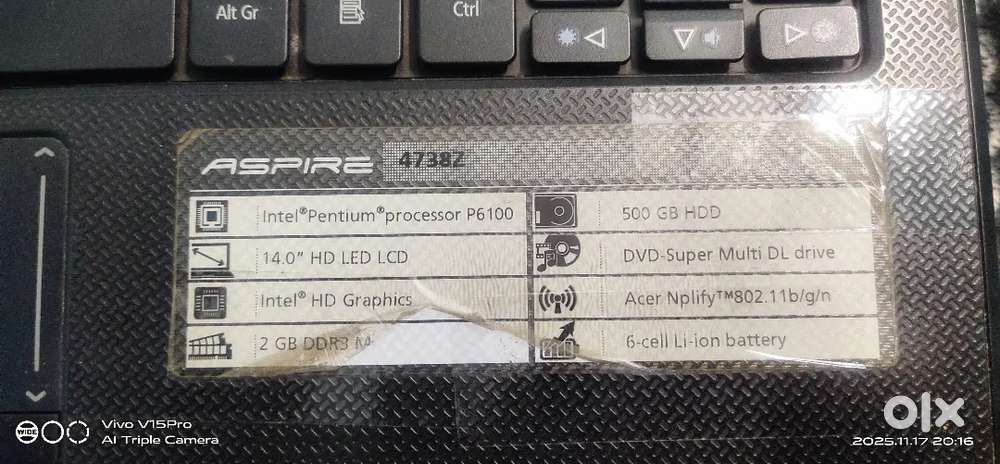 Alt Gr
Ctrl
ASPIRE 4738Z
Intel®Pentium®processor P6100
14.0" HD LED LCD
Intel® HD Graphics
2 GB DDR3 M
500 GB HDD
DVD-Super Multi DL drive
Acer Nplify™802.11b/g/n
6-cell Li-ion battery
WIDE
Vivo V15Pro
AI Triple Camera
olx
2025.11.17 20:16